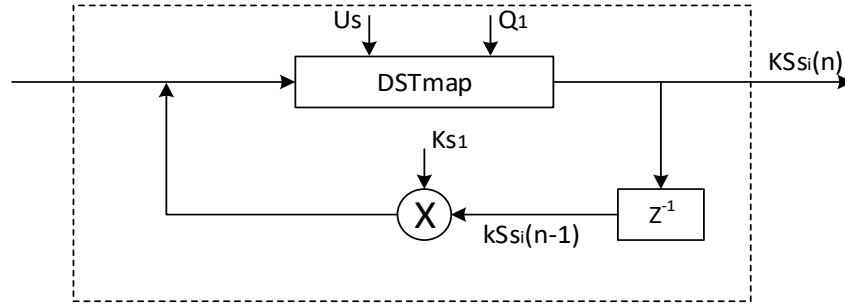 Us
Q1
KSsi(n)
DSTmap
Ks1
X
Z-1
kSsi(n-1)